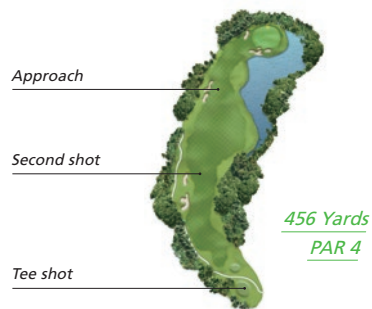 Approach
Second shot
456 Yards
PAR 4
Tee shot